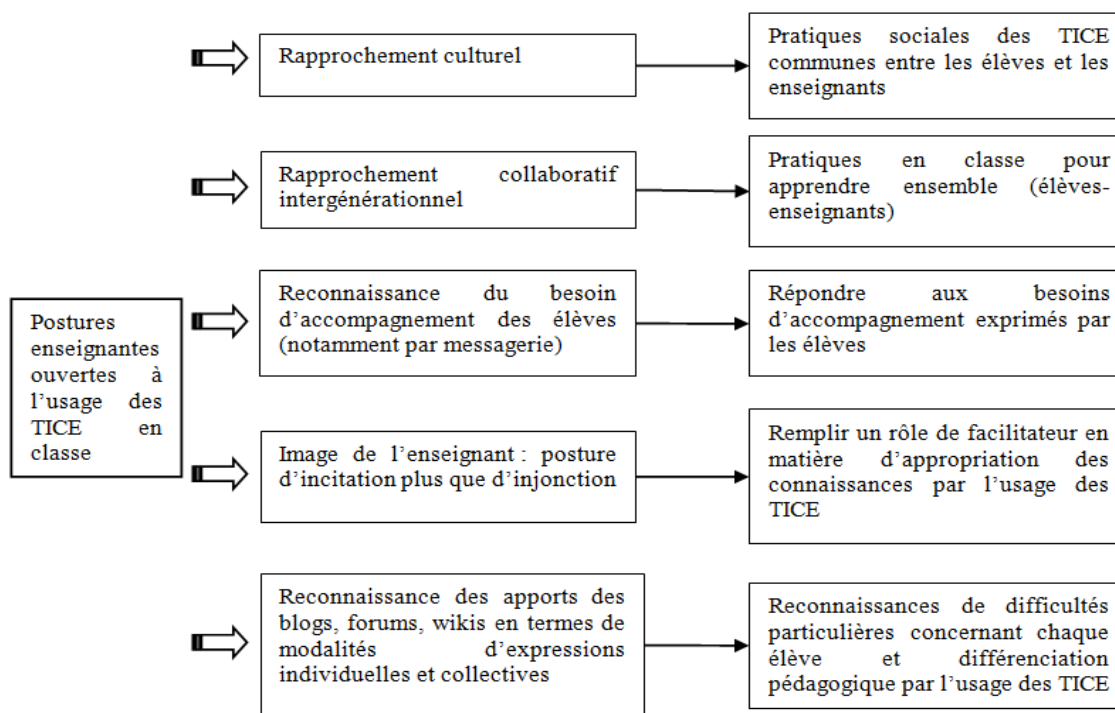 Rapprochement culturel
Pratiques sociales des TICE
communes entre les élèves et les
enseignants
Rapprochement collaboratif
intergénérationnel
Pratiques en classe pour
apprendre ensemble (élèves-
enseignants)
Postures
enseignantes
ouvertes à
l’usage des
TICE en
classe
Reconnaissance du besoin
d’accompagnement des élèves
(notamment par messagerie)
Répondre aux besoins
d’accompagnement exprimés par
les élèves
Image de l’enseignant : posture
d’incitation plus que d’injonction
Remplir un rôle de facilitateur en
matière d’appropriation des
connaissances par l’usage des
TICE
Reconnaissance des apports des
blogs, forums, wikis en termes de
modalités d’expressions
individuelles et collectives
Reconnaissances de difficultés
particulières concernant chaque
élève et différenciation
pédagogique par l’usage des TICE